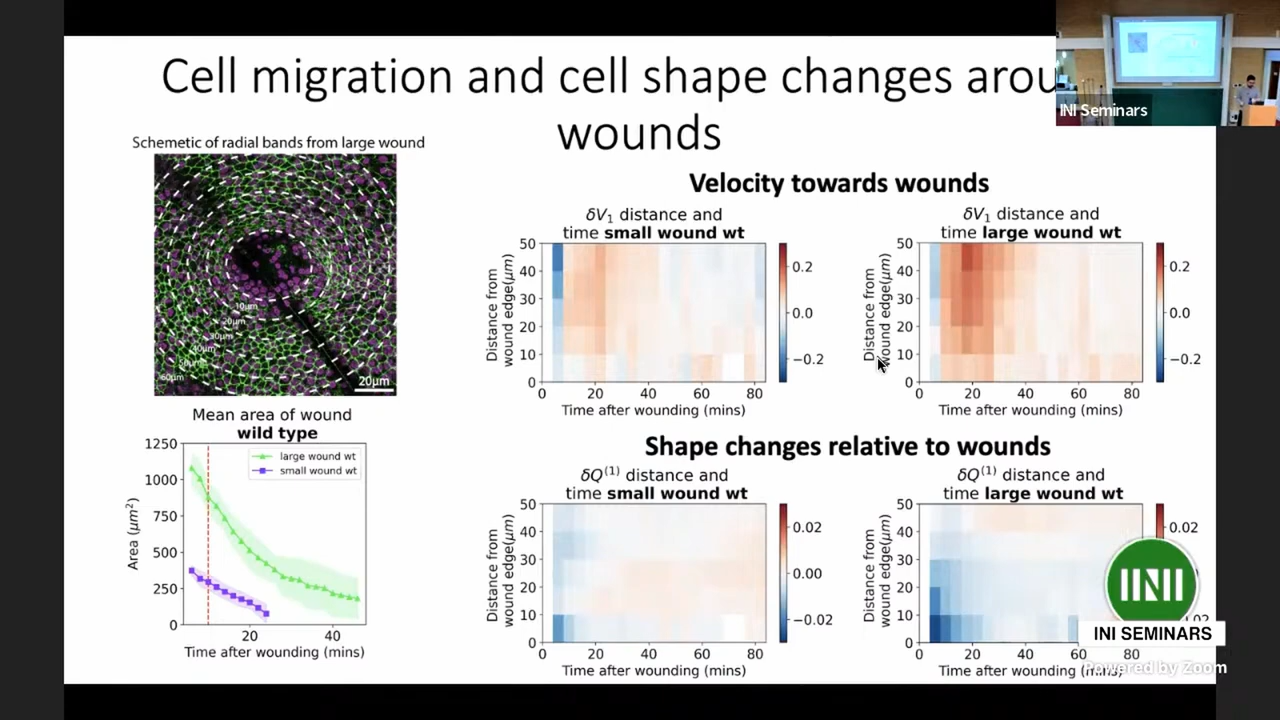 Cell migration and cell shape changes arou
wounds
INI Seminars
Schemetic of radial bands from large wound
10μm
20μm
30μm
40μm
50μm
60μm
20μm
Mean area of wound
wild type
1250
1000
750
500
250
0
Area (μm²)
large wound wt
small wound wt
20 40
Time after wounding (mins)
Velocity towards wounds
δV₁ distance and
time small wound wt
50
40
30
20
10
0
Distance from
wound edge(μm)
0 20 40 60 80
Time after wounding (mins)
0.2
0.0
−0.2
δV₁ distance and
time large wound wt
50
40
30
20
10
0
Distance from
wound edge(μm)
0 20 40 60 80
Time after wounding (mins)
0.2
0.0
−0.2
Shape changes relative to wounds
δQ⁽¹⁾ distance and
time small wound wt
50
40
30
20
10
0
Distance from
wound edge(μm)
0 20 40 60 80
Time after wounding (mins)
0.02
0.00
−0.02
δQ⁽¹⁾ distance and
time large wound wt
50
40
30
20
10
0
Distance from
wound edge(μm)
0 20 40 60 80
Time after wounding (mins)
0.02
INI
INI SEMINARS
Powered by Zoom